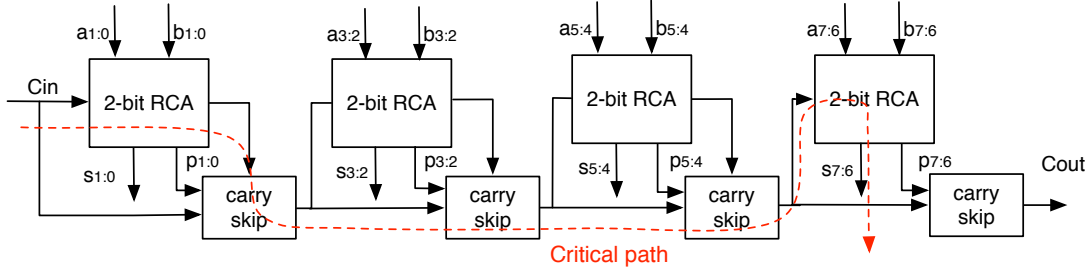 a1:0 b1:0 a3:2 b3:2 a5:4 b5:4 a7:6 b7:6
Cin
2-bit RCA 2-bit RCA 2-bit RCA 2-bit RCA
s1:0 p1:0 s3:2 p3:2 s5:4 p5:4 s7:6 p7:6
Cout
carry carry carry carry
skip skip skip skip
Critical path